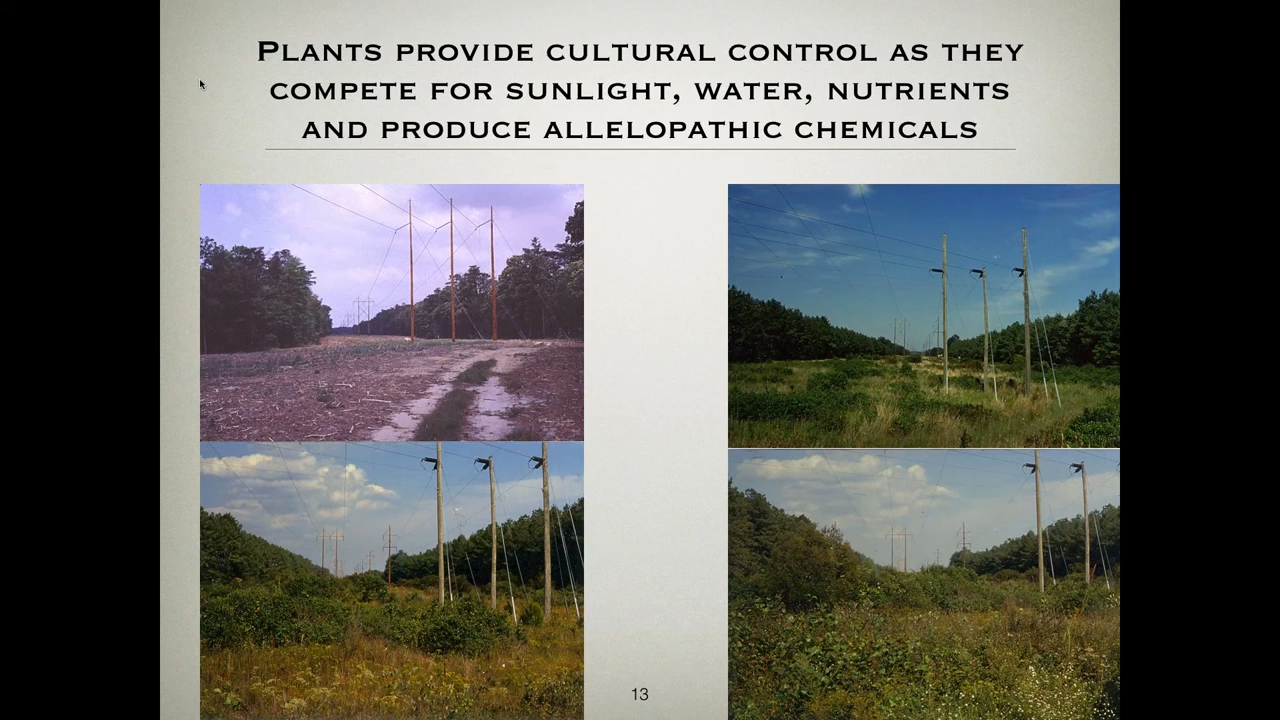 PLANTS PROVIDE CULTURAL CONTROL AS THEY
COMPETE FOR SUNLIGHT, WATER, NUTRIENTS
AND PRODUCE ALLELOPATHIC CHEMICALS
13